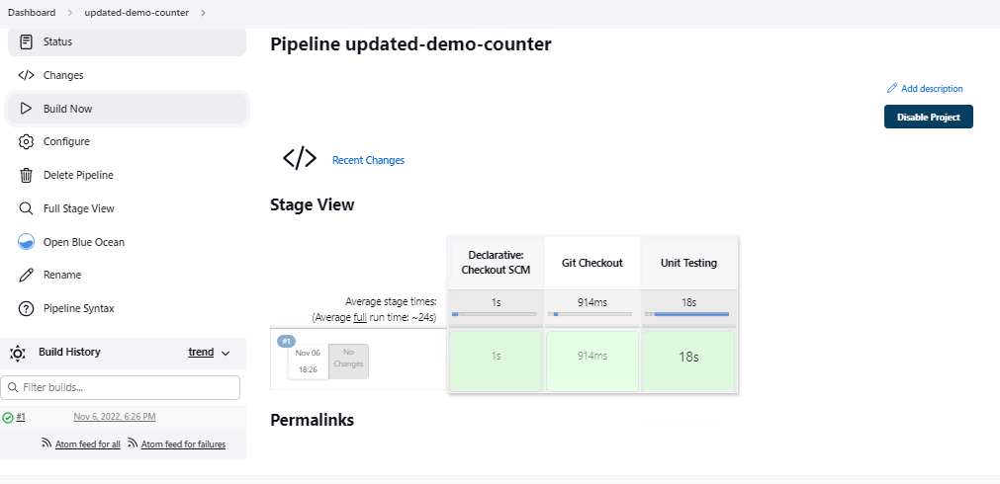 Dashboard > updated-demo-counter >
Status
Changes
Build Now
Configure
Delete Pipeline
Full Stage View
Open Blue Ocean
Rename
Pipeline Syntax
Build History trend
Filter builds...
#1 Nov 6, 2022, 6:26 PM
Atom feed for all Atom feed for failures
Pipeline updated-demo-counter
Add description
Disable Project
</> Recent Changes
Stage View
Declarative: Git Checkout Unit Testing
Checkout SCM
Average stage times: 1s 914ms 18s
(Average full run time: ~24s)
#1
Nov 06 No
18:26 Changes
1s 914ms 18s
Permalinks